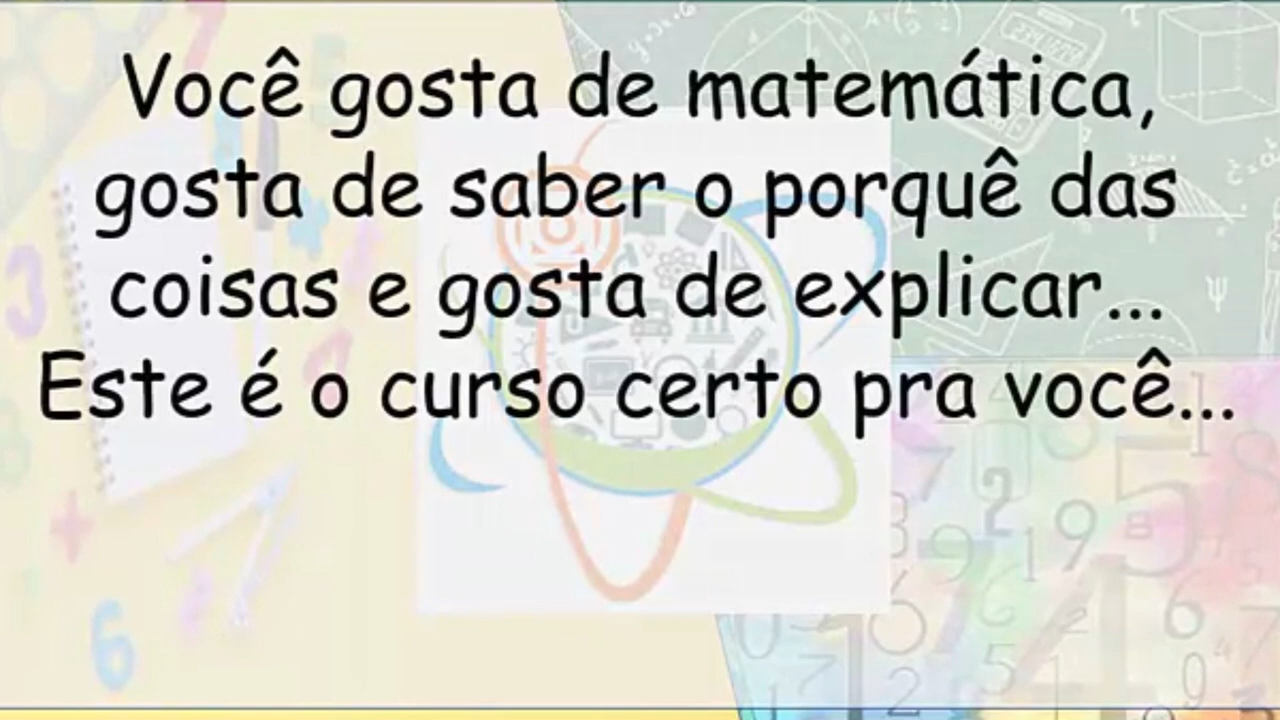 Você gosta de matemática,
gosta de saber o porquê das
coisas e gosta de explicar...
Este é o curso certo pra você...